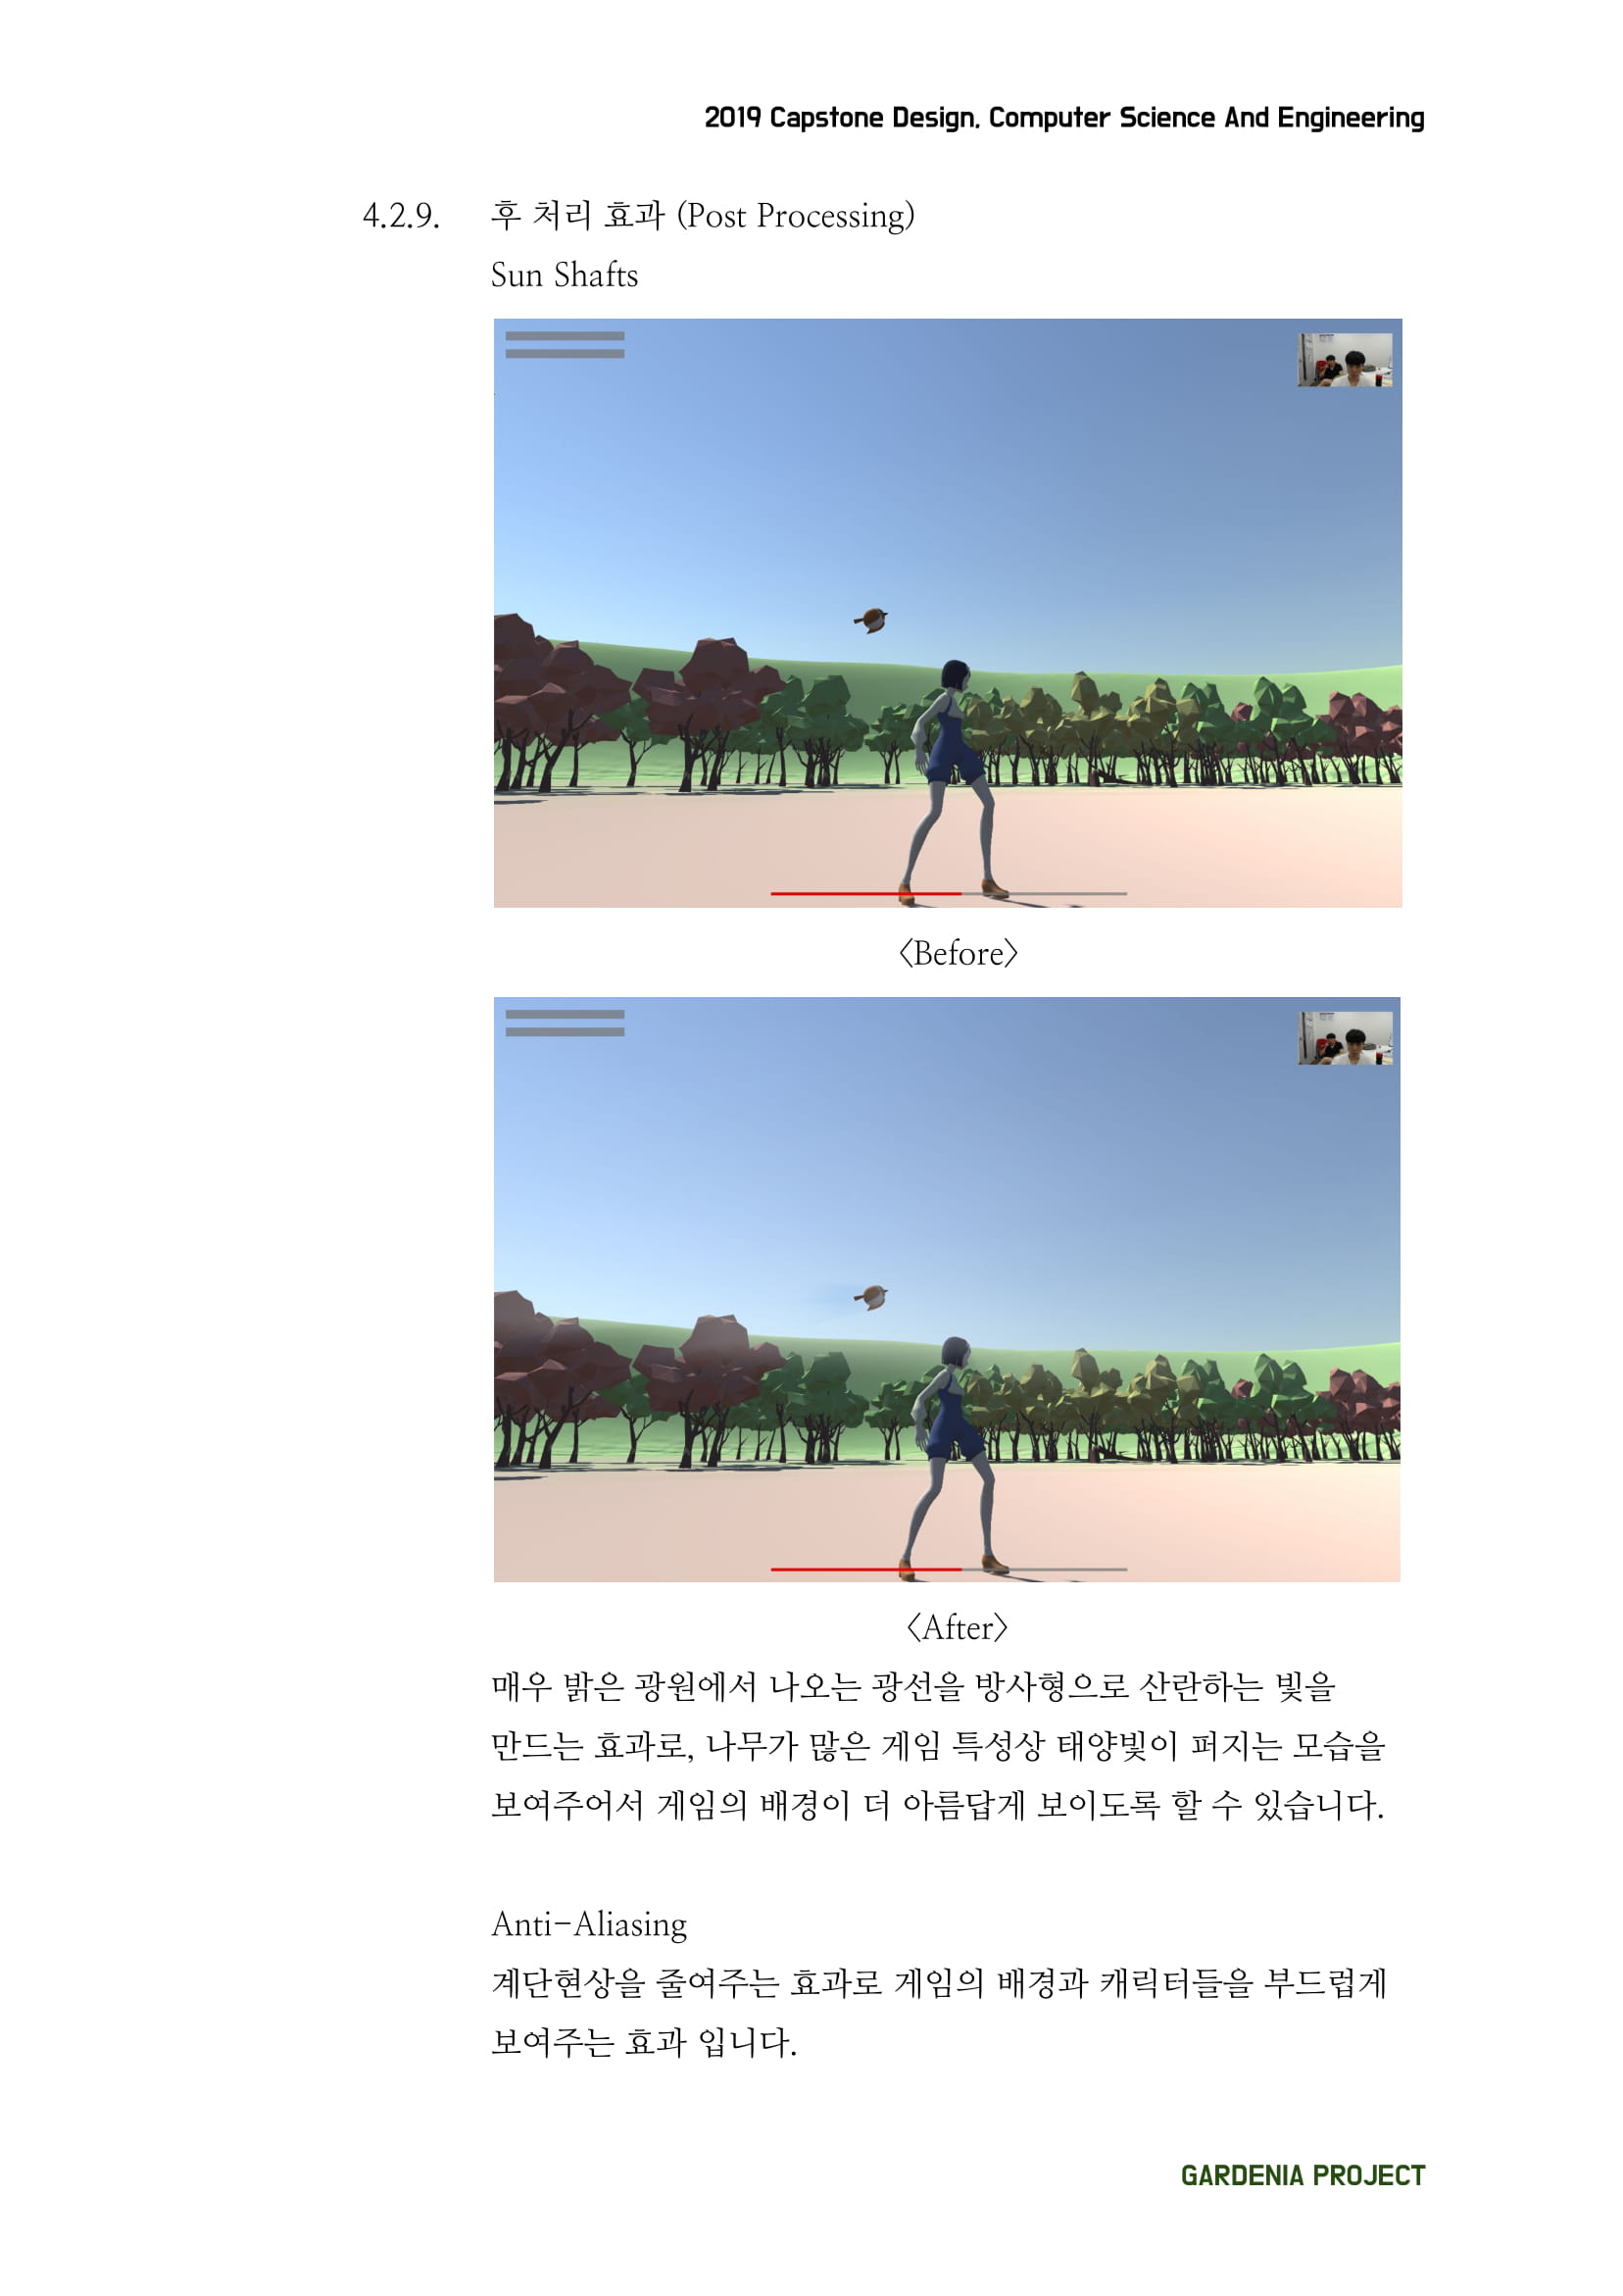 2019 Capstone Design, Computer Science And Engineering
4.2.9. 후 처리 효과 (Post Processing)
Sun Shafts
〈Before〉
〈After〉
매우 밝은 광원에서 나오는 광선을 방사형으로 산란하는 빛을
만드는 효과로, 나무가 많은 게임 특성상 태양빛이 퍼지는 모습을
보여주어서 게임의 배경이 더 아름답게 보이도록 할 수 있습니다.
Anti-Aliasing
계단현상을 줄여주는 효과로 게임의 배경과 캐릭터들을 부드럽게
보여주는 효과 입니다.
GARDENIA PROJECT